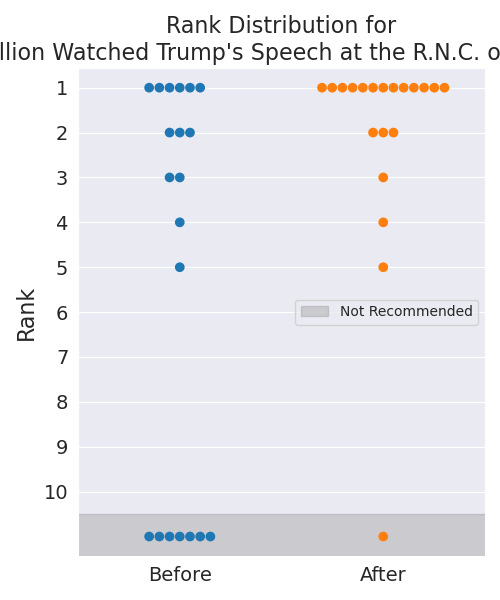 Rank Distribution for
llion Watched Trump's Speech at the R.N.C. o
1
2
3
4
5
6
7
8
9
10
Rank
Not Recommended
Before
After